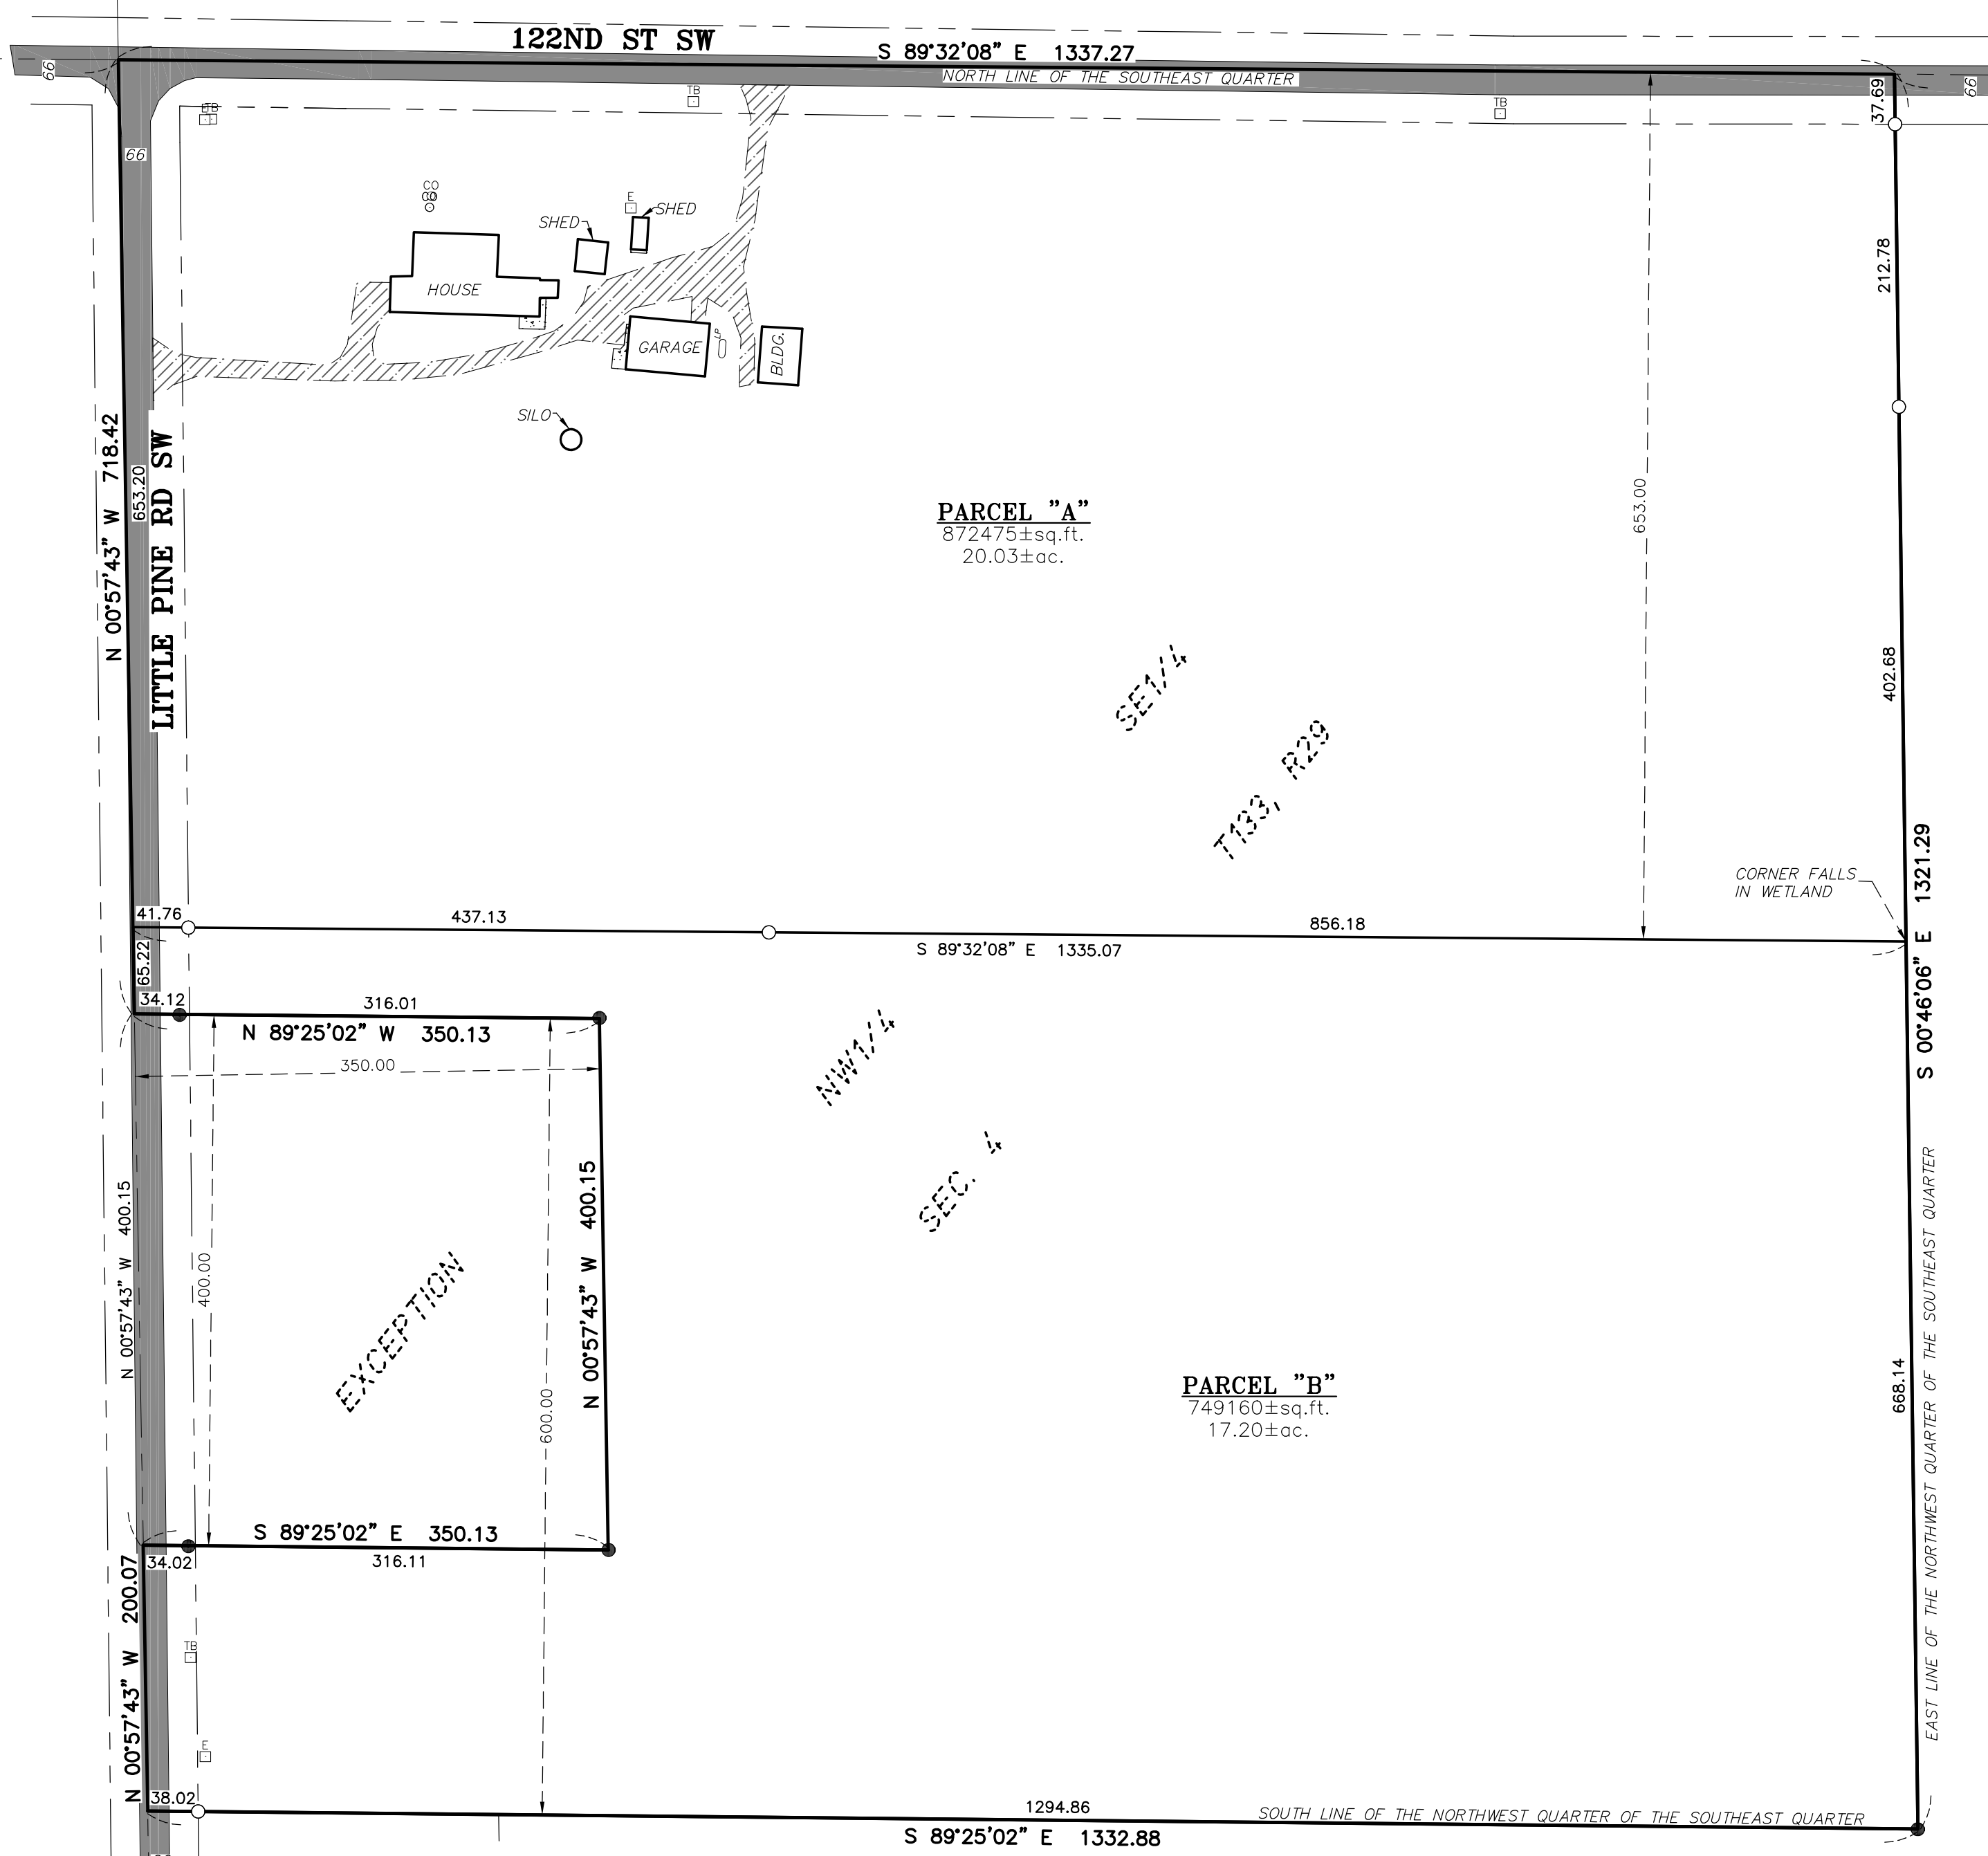 122ND ST SW
S 89°32'08" E 1337.27
NORTH LINE OF THE SOUTHEAST QUARTER
66
66
66
37.69
TB
TB
TB
212.78
CO
CO
E
SHED
SHED
HOUSE
GARAGE
LP
BLDG.
SILO
N 00°57'43" W 718.42
653.20
LITTLE PINE RD SW
653.00
PARCEL "A"
872475±sq.ft.
20.03±ac.
402.68
SE1/4
T133, R29
S 00°46'06" E 1321.29
CORNER FALLS
IN WETLAND
41.76
437.13
856.18
S 89°32'08" E 1335.07
65.22
34.12
316.01
N 89°25'02" W 350.13
350.00
NW1/4
SEC. 4
N 00°57'43" W 400.15
400.00
EXCEPTION
600.00
N 00°57'43" W 400.15
PARCEL "B"
749160±sq.ft.
17.20±ac.
668.14
EAST LINE OF THE NORTHWEST QUARTER OF THE SOUTHEAST QUARTER
S 89°25'02" E 350.13
34.02
316.11
N 00°57'43" W 200.07
TB
E
38.02
1294.86
SOUTH LINE OF THE NORTHWEST QUARTER OF THE SOUTHEAST QUARTER
S 89°25'02" E 1332.88